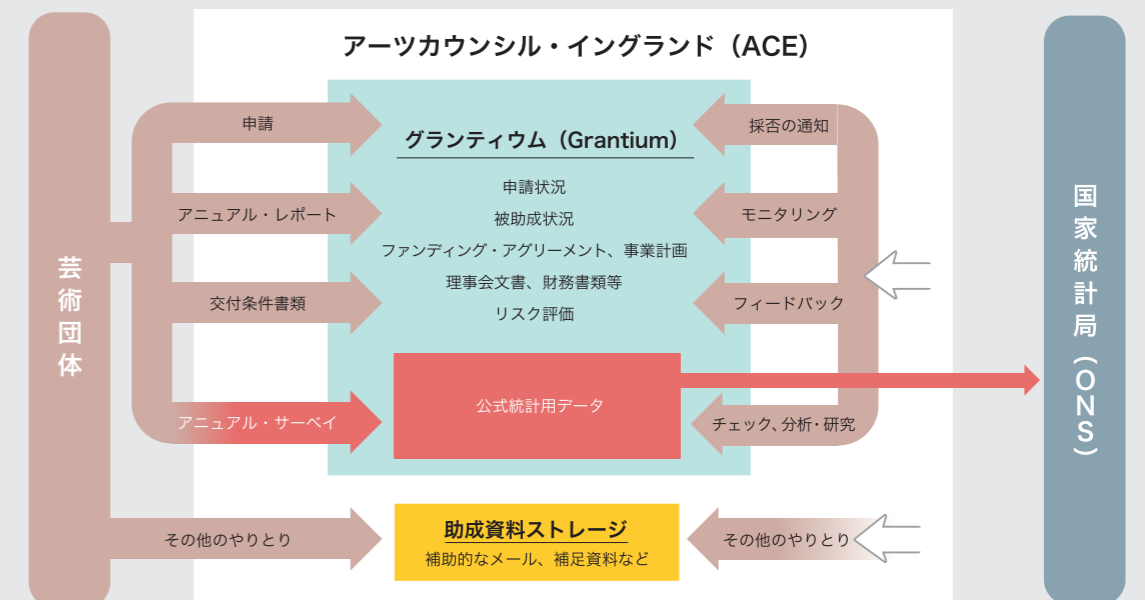 アーツカウンシル・イングランド（ACE）
芸術団体
申請
アニュアル・レポート
交付条件書類
アニュアル・サーベイ
その他のやりとり
グランティウム（Grantium）
申請状況
被助成状況
ファンディング・アグリーメント、事業計画
理事会文書、財務書類等
リスク評価
公式統計用データ
助成資料ストレージ
補助的なメール、補足資料など
採否の通知
モニタリング
フィードバック
チェック、分析・研究
その他のやりとり
国家統計局（ONS）